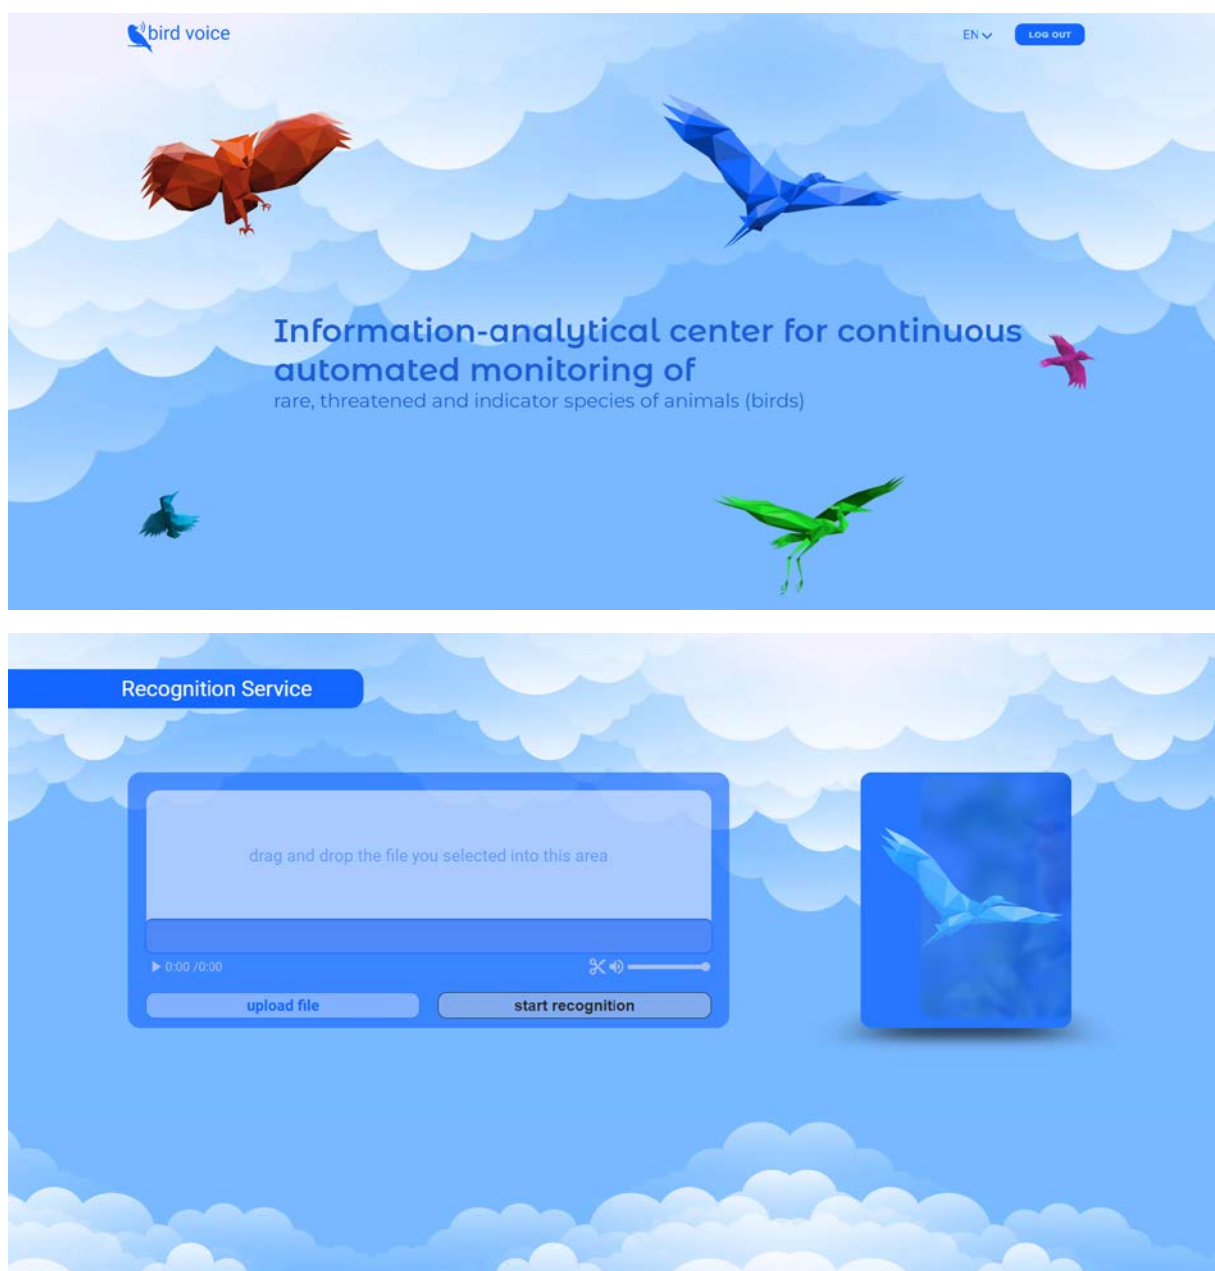 bird voice
EN
LOG OUT
Information-analytical center for continuous
automated monitoring of
rare, threatened and indicator species of animals (birds)
Recognition Service
drag and drop the file you selected into this area
0:00 /0:00
upload file
start recognition